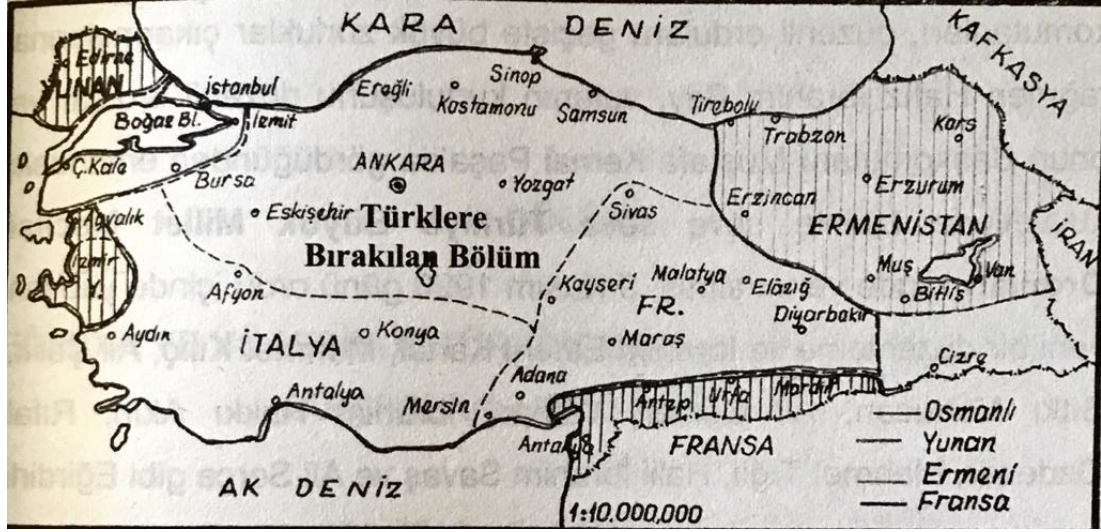 KARA DENİZ
KAFKASYA
Edirne
YUNAN
İstanbul
Ereğli
Kastamonu
Sinop
Samsun
Tirebolu
Trabzon
Kars
Boğaz Bl.
İzmit
Ç.Kale
Bursa
ANKARA
Yozgat
Sivas
Erzincan
Erzurum
ERMENİSTAN
İRAN
Ayvalık
Eskişehir
Türklere
Bırakılan Bölüm
İzmir
Y.
Afyon
Kayseri
Malatya
Elâzığ
Muş
Van
Bitlis
FR.
Diyarbakır
Aydın
İTALYA
Konya
Maraş
Cizre
Antalya
Mersin
Adana
Antep
Urfa
Mardin
Antakya
FRANSA
AK DENİZ
Osmanlı
Yunan
Ermeni
Fransa
1:10.000,000